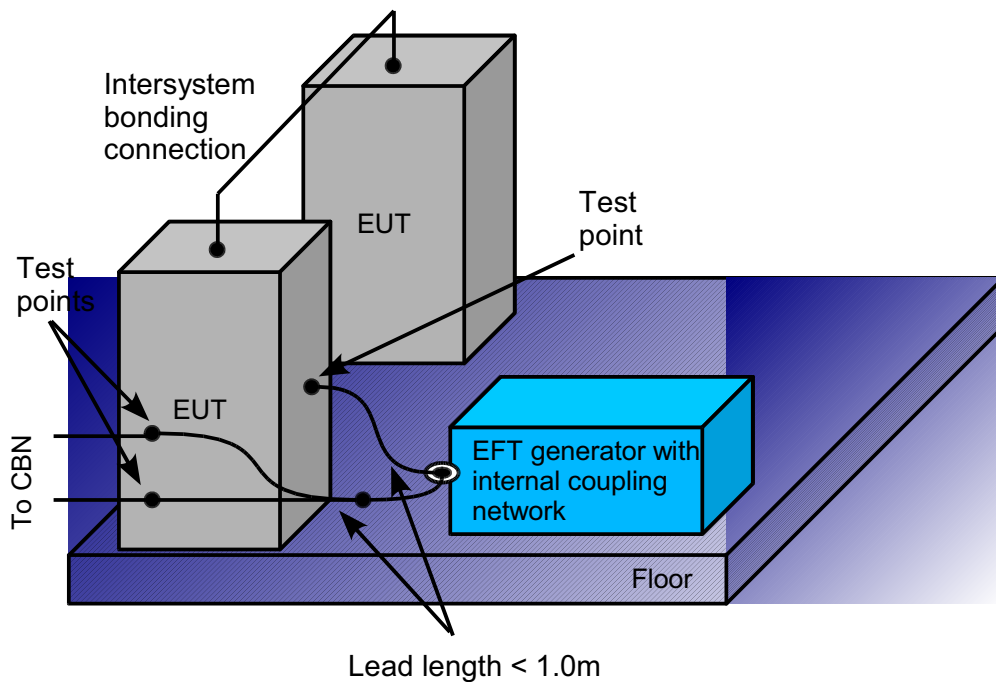 Intersystem
bonding
connection
EUT
Test
point
Test
points
EUT
To CBN
EFT generator with
internal coupling
network
Floor
Lead length < 1.0m